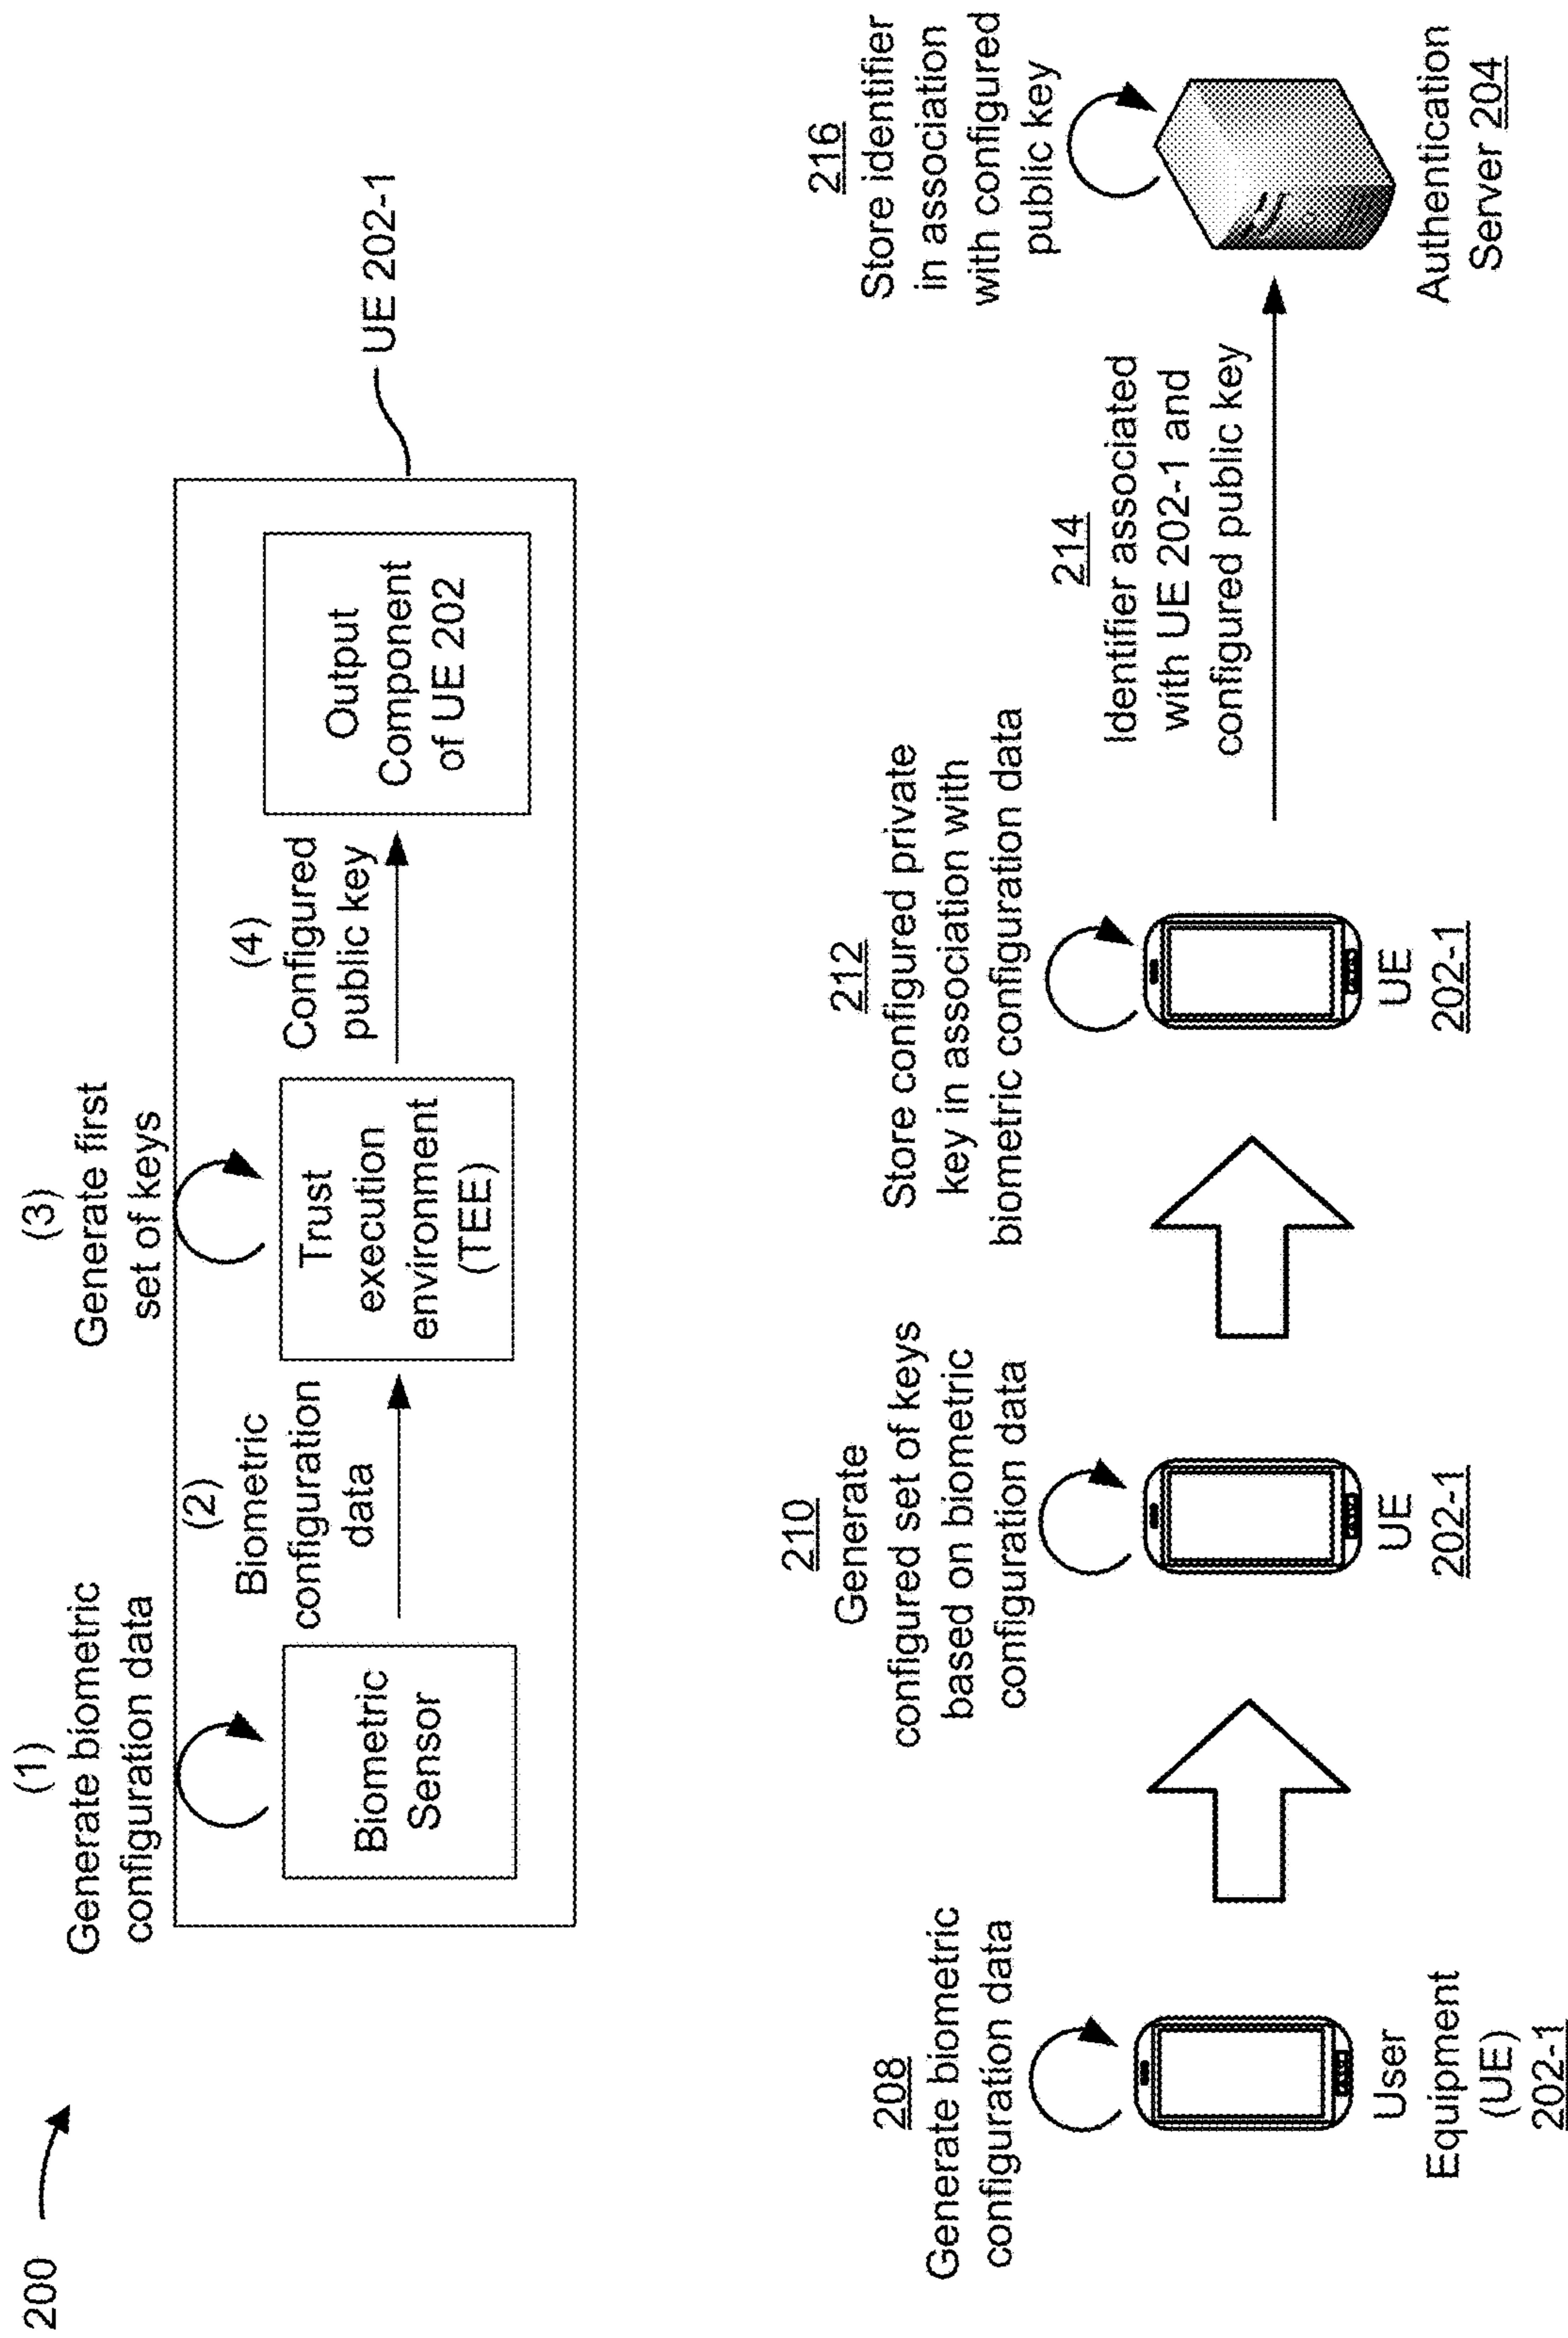 200
(1)
Generate biometric
configuration data
(2)
Biometric
configuration
data
(3)
Generate first
set of keys
(4)
Configured
public key
Biometric
Sensor
Trust
execution
environment
(TEE)
Output
Component
of UE 202
UE 202-1
208
Generate biometric
configuration data
User
Equipment
(UE)
202-1
210
Generate
configured set of keys
based on biometric
configuration data
UE
202-1
212
Store configured private
key in association with
biometric configuration data
UE
202-1
214
Identifier associated
with UE 202-1 and
configured public key
216
Store identifier
in association
with configured
public key
Authentication
Server 204